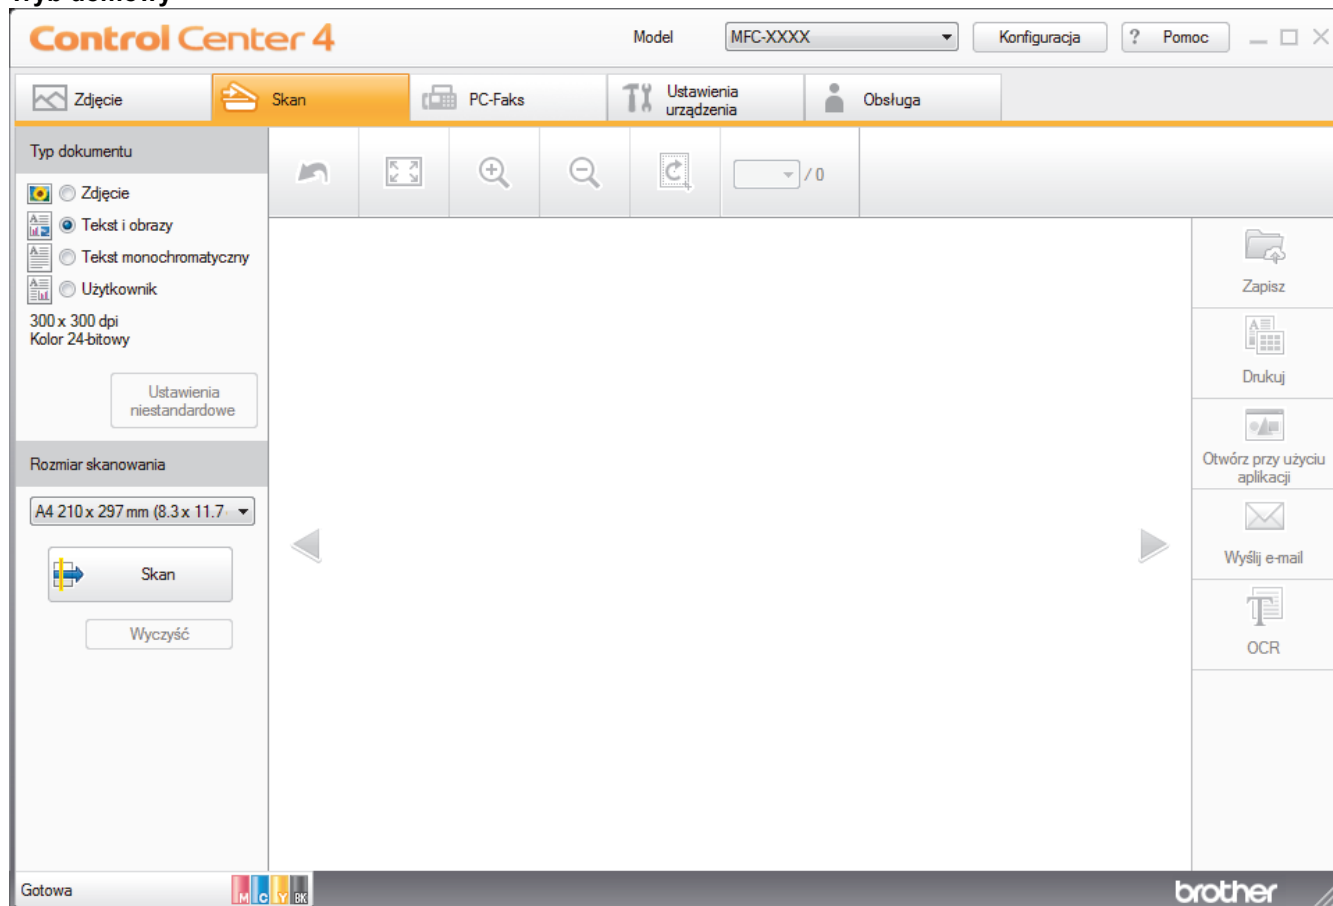 Control Center 4
Model
MFC-XXXX
Konfiguracja
? Pomoc
Zdjęcie
Skan
PC-Faks
Ustawienia
urządzenia
Obsługa
Typ dokumentu
/ 0
Zdjęcie
Tekst i obrazy
Tekst monochromatyczny
Użytkownik
300 x 300 dpi
Kolor 24-bitowy
Ustawienia
niestandardowe
Rozmiar skanowania
A4 210 x 297 mm (8.3 x 11.7
Skan
Wyczyść
Zapisz
Drukuj
Otwórz przy użyciu
aplikacji
Wyślij e-mail
OCR
Gotowa
M C Y BK
brother